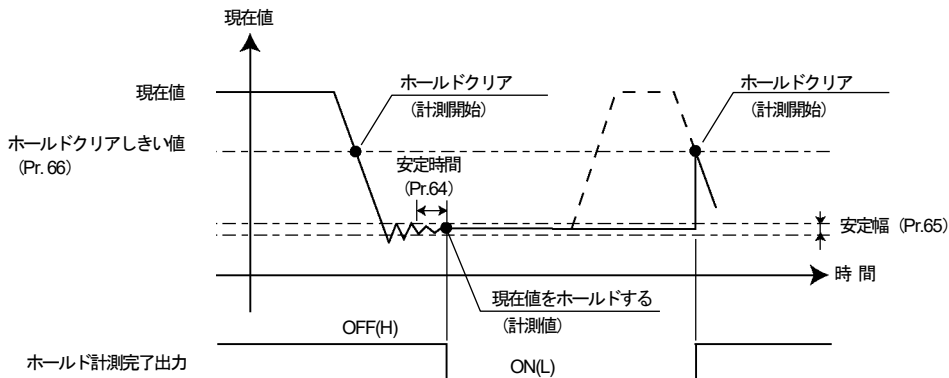 現在値
現在値
ホールドクリア
(計測開始)
ホールドクリア
(計測開始)
ホールドクリアしきい値
(Pr. 66)
安定時間
(Pr.64)
安定幅 (Pr.65)
時 間
現在値をホールドする
(計測値)
OFF(H)
ホールド計測完了出力
ON(L)